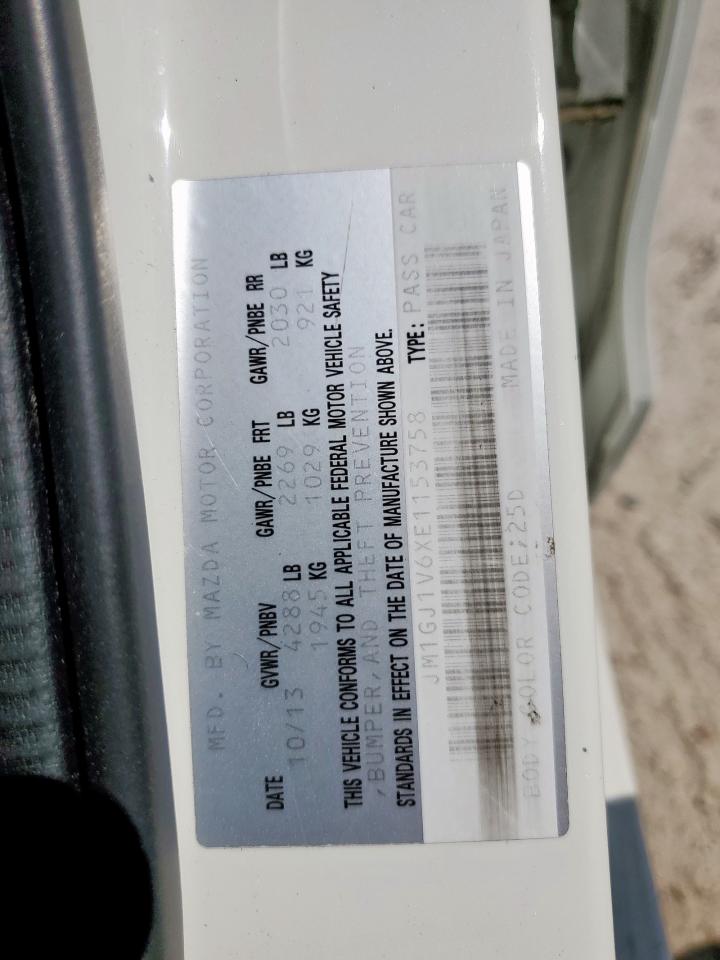 MFD. BY MAZDA MOTOR CORPORATION
DATE GVWR/PNBV GAWR/PNBE FRT GAWR/PNBE RR
10/13 4288 LB 2269 LB 2030 LB
1945 KG 1029 KG 921 KG
THIS VEHICLE CONFORMS TO ALL APPLICABLE FEDERAL MOTOR VEHICLE SAFETY
,BUMPER,AND THEFT PREVENTION
STANDARDS IN EFFECT ON THE DATE OF MANUFACTURE SHOWN ABOVE.
JM1GJ1V6XE1153758 TYPE: PASS CAR
BODY COLOR CODE;25D MADE IN JAPAN